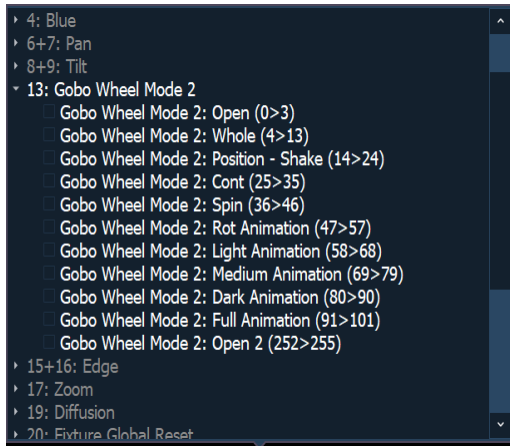 4: Blue
6+7: Pan
8+9: Tilt
13: Gobo Wheel Mode 2
Gobo Wheel Mode 2: Open (0>3)
Gobo Wheel Mode 2: Whole (4>13)
Gobo Wheel Mode 2: Position - Shake (14>24)
Gobo Wheel Mode 2: Cont (25>35)
Gobo Wheel Mode 2: Spin (36>46)
Gobo Wheel Mode 2: Rot Animation (47>57)
Gobo Wheel Mode 2: Light Animation (58>68)
Gobo Wheel Mode 2: Medium Animation (69>79)
Gobo Wheel Mode 2: Dark Animation (80>90)
Gobo Wheel Mode 2: Full Animation (91>101)
Gobo Wheel Mode 2: Open 2 (252>255)
15+16: Edge
17: Zoom
19: Diffusion
20: Fixture Global Reset